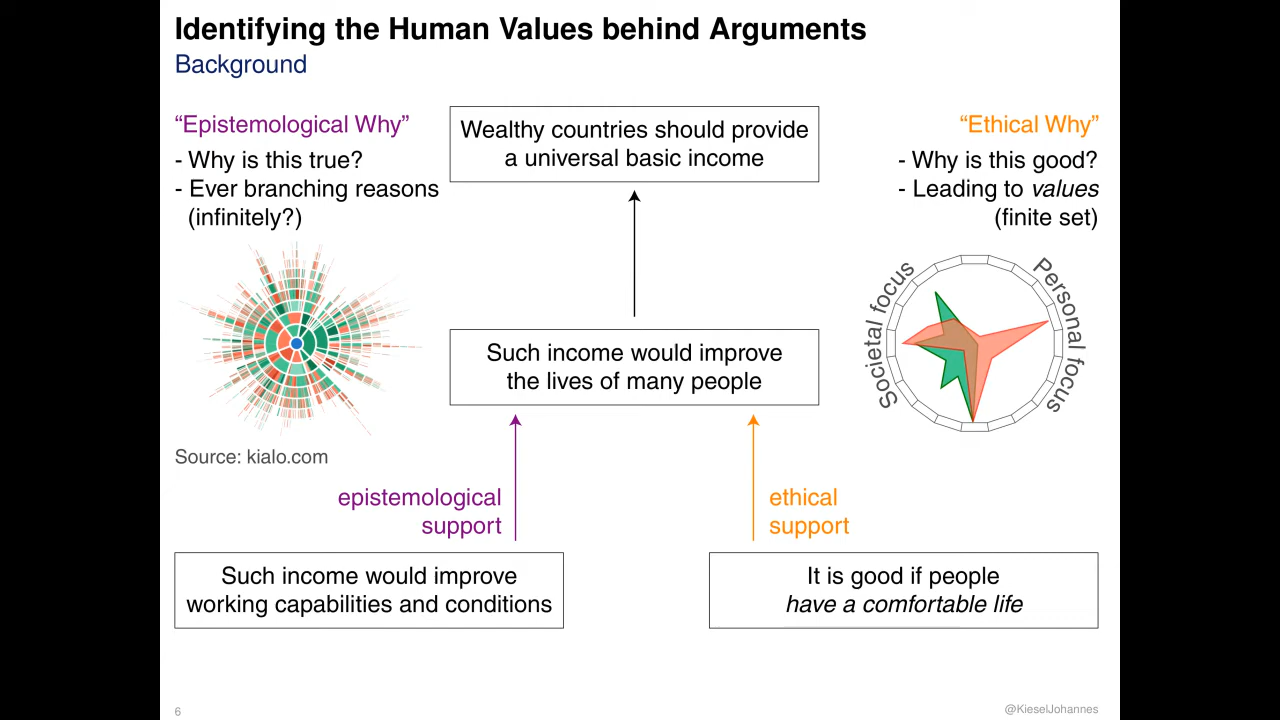 Identifying the Human Values behind Arguments
Background
“Epistemological Why”
- Why is this true?
- Ever branching reasons
(infinitely?)
Wealthy countries should provide
a universal basic income
“Ethical Why”
- Why is this good?
- Leading to values
(finite set)
Societal focus
Personal focus
Such income would improve
the lives of many people
Source: kialo.com
epistemological
support
ethical
support
Such income would improve
working capabilities and conditions
It is good if people
have a comfortable life
6
@KieselJohannes